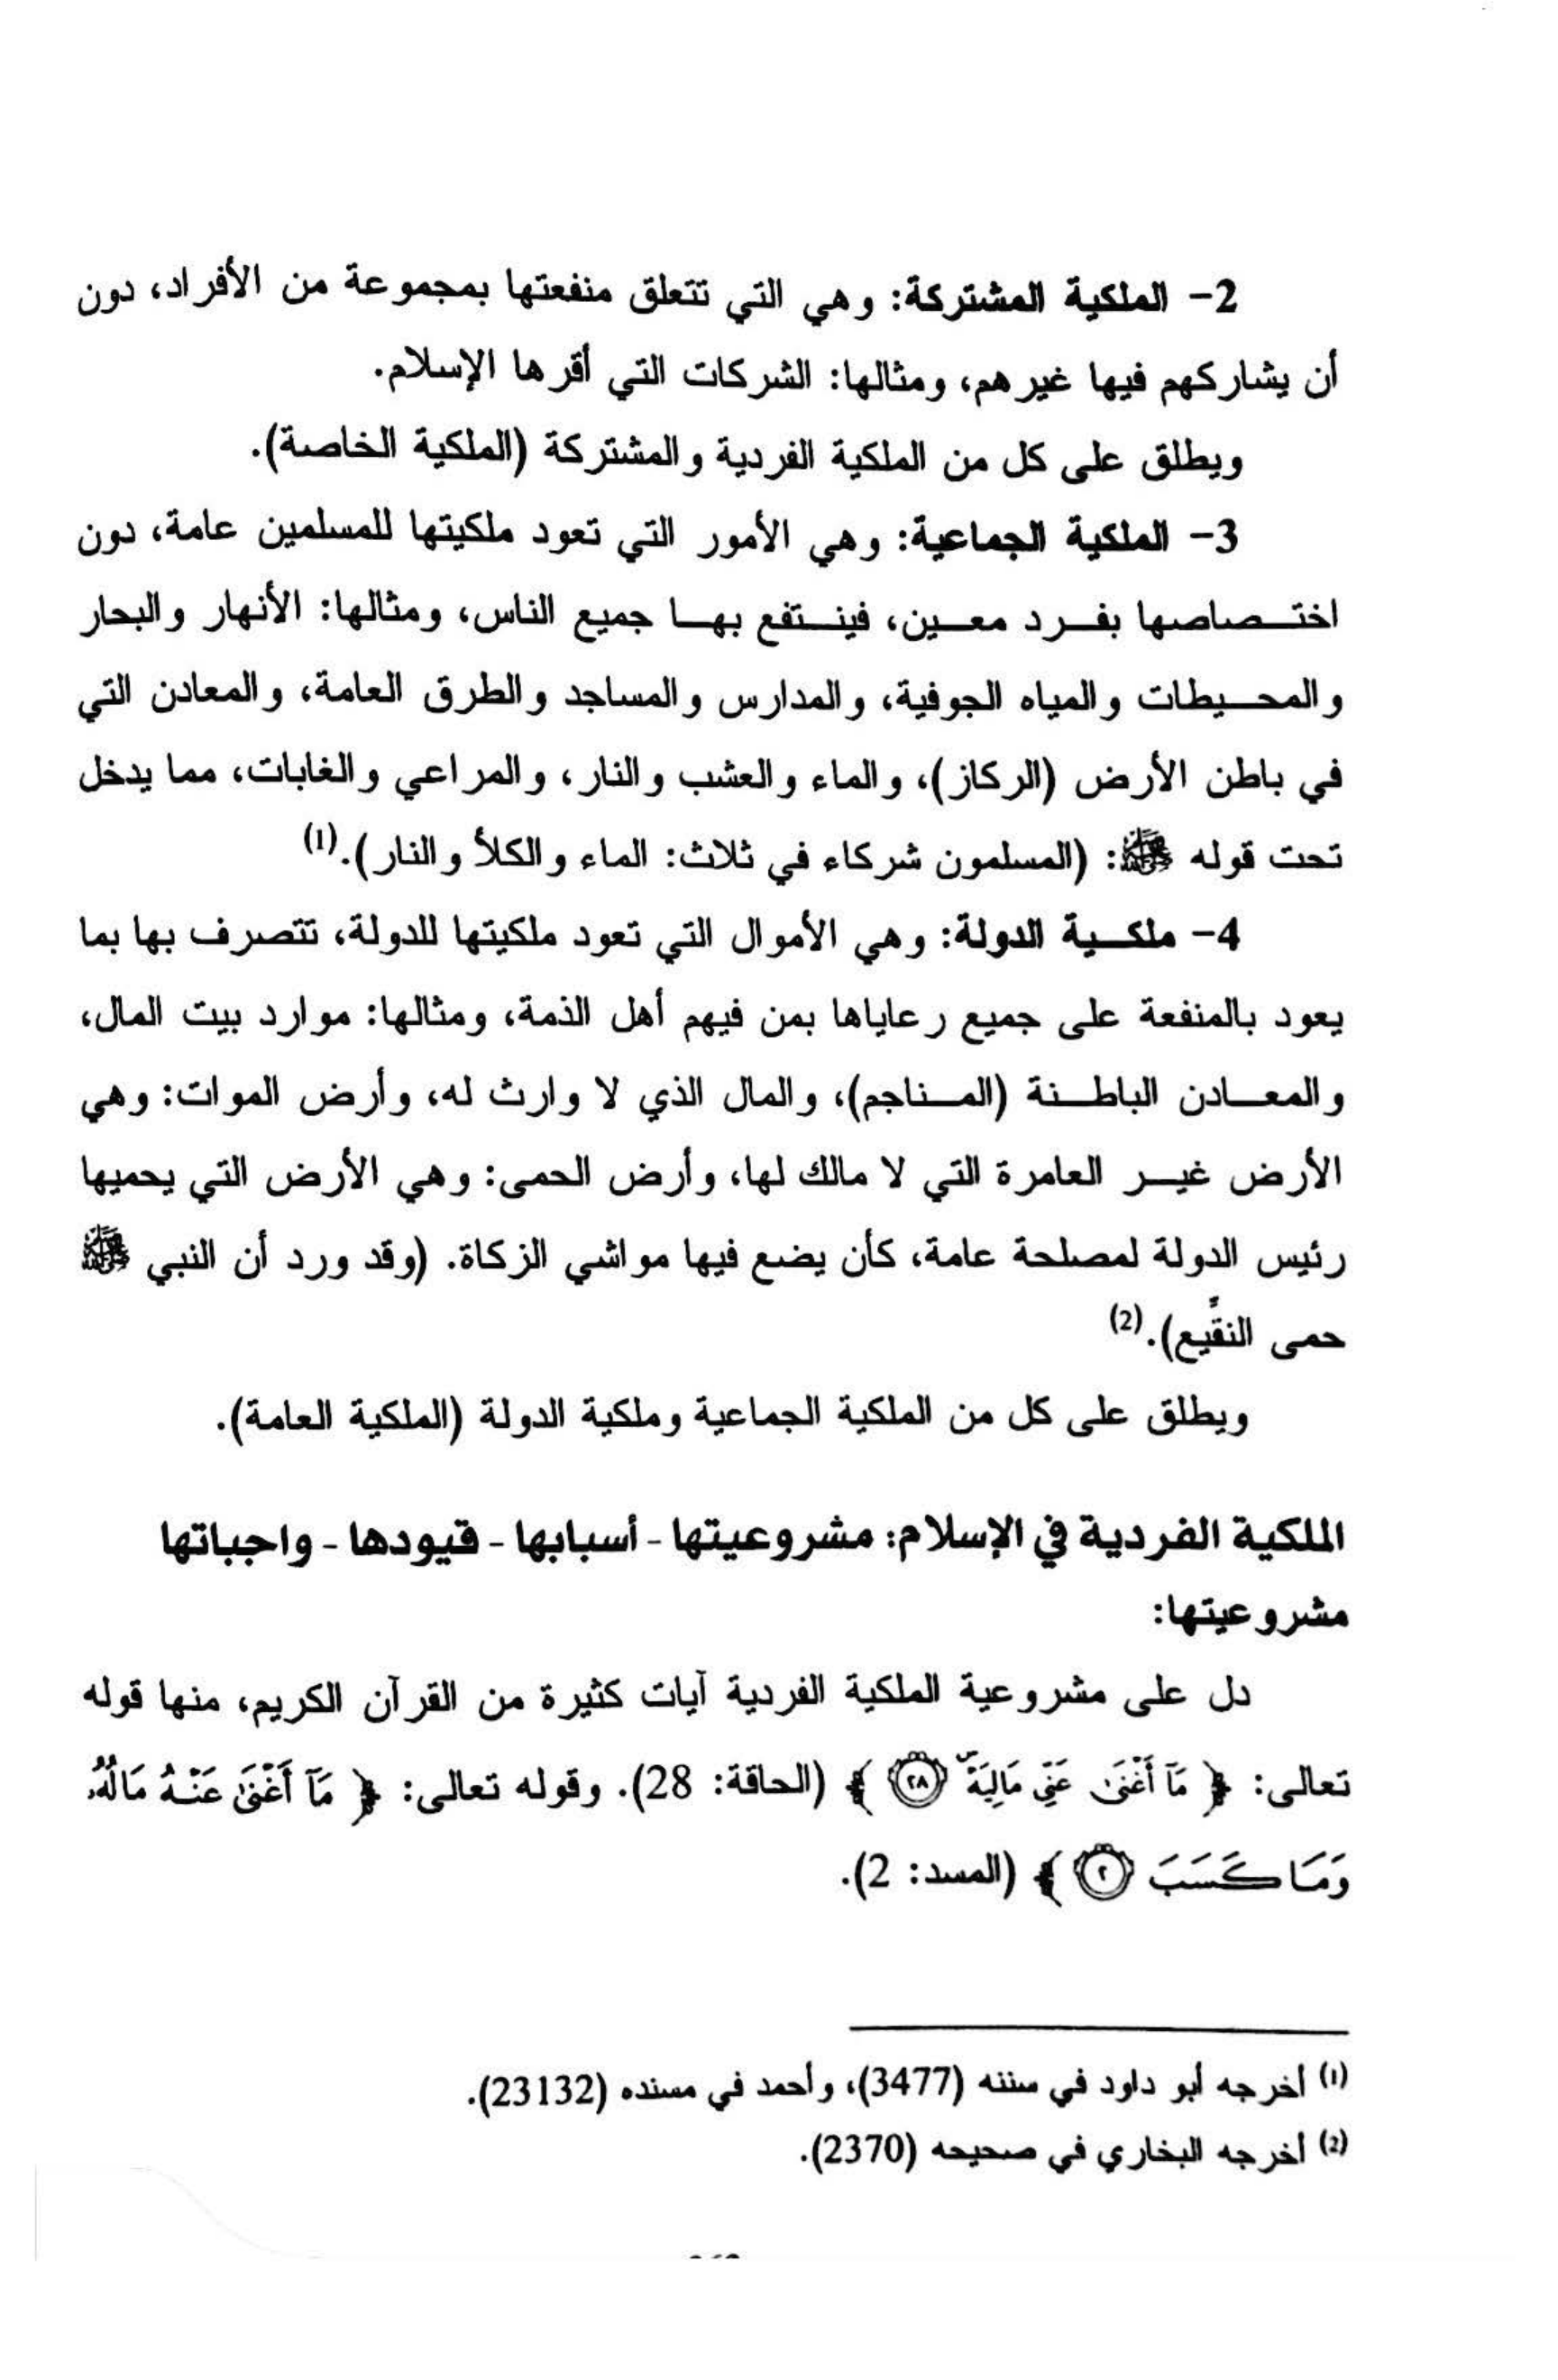 2- الملكية المشتركة: وهي التي تتعلق منفعتها بمجموعة من الأفراد، دون
أن يشاركهم فيها غيرهم، ومثالها: الشركات التي أقرها الإسلام.
ويطلق على كل من الملكية الفردية والمشتركة (الملكية الخاصة).
3- الملكية الجماعية: وهي الأمور التي تعود ملكيتها للمسلمين عامة، دون
اختصاصها بفرد معين، فينتفع بها جميع الناس، ومثالها: الأنهار والبحار
والمحيطات والمياه الجوفية، والمدارس والمساجد والطرق العامة، والمعادن التي
في باطن الأرض (الركاز)، والماء والعشب والنار، والمراعي والغابات، مما يدخل
تحت قوله ﷺ: (المسلمون شركاء في ثلاث: الماء والكلأ والنار).(1)
4- ملكية الدولة: وهي الأموال التي تعود ملكيتها للدولة، تتصرف بها بما
يعود بالمنفعة على جميع رعاياها بمن فيهم أهل الذمة، ومثالها: موارد بيت المال،
والمعادن الباطنة (المناجم)، والمال الذي لا وارث له، وأرض الموات: وهي
الأرض غير العامرة التي لا مالك لها، وأرض الحمى: وهي الأرض التي يحميها
رئيس الدولة لمصلحة عامة، كأن يضع فيها مواشي الزكاة. (وقد ورد أن النبي ﷺ
حمى النقيع).(2)
ويطلق على كل من الملكية الجماعية وملكية الدولة (الملكية العامة).
الملكية الفردية في الإسلام: مشروعيتها - أسبابها - قيودها - واجباتها
مشروعيتها:
دل على مشروعية الملكية الفردية آيات كثيرة من القرآن الكريم، منها قوله
تعالى: ﴿ مَآ أَغْنَىٰ عَنِّي مَالِيَهْۜ ٢٨ ﴾ (الحاقة: 28). وقوله تعالى: ﴿ مَآ أَغْنَىٰ عَنْهُ مَالُهُۥ
وَمَا كَسَبَ ٢ ﴾ (المسد: 2).
(1) أخرجه أبو داود في سننه (3477)، وأحمد في مسنده (23132).
(2) أخرجه البخاري في صحيحه (2370).